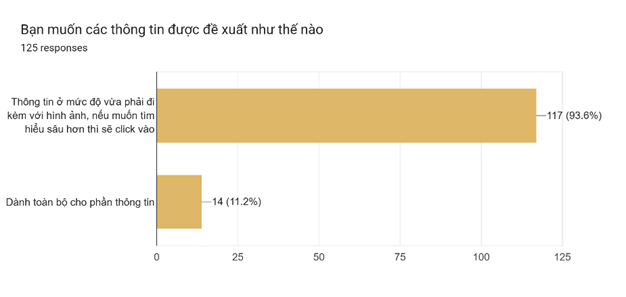 Bạn muốn các thông tin được đề xuất như thế nào
125 responses
Thông tin ở mức độ vừa phải đi
kèm với hình ảnh, nếu muốn tìm
hiểu sâu hơn thì sẽ click vào
117 (93.6%)
Dành toàn bộ cho phần thông tin
14 (11.2%)
0 25 50 75 100 125